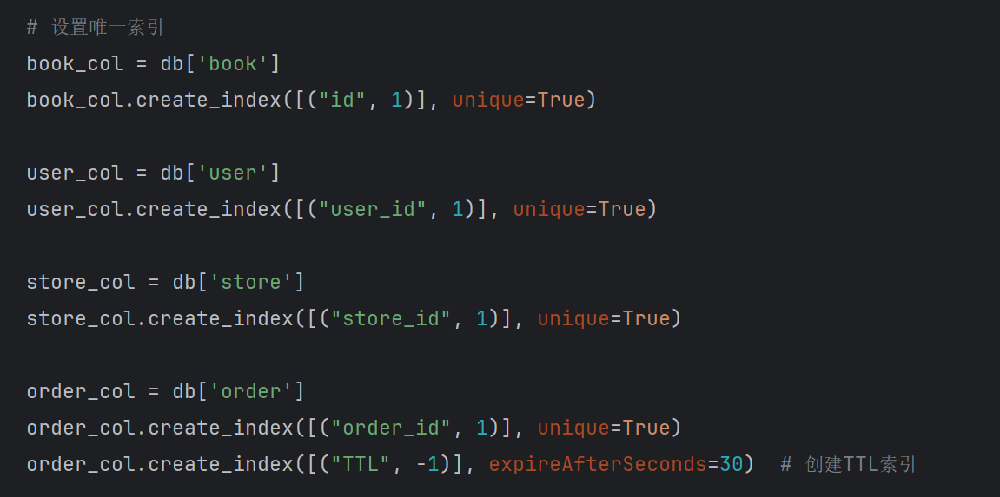 # 设置唯一索引
book_col = db['book']
book_col.create_index([("id", 1)], unique=True)
user_col = db['user']
user_col.create_index([("user_id", 1)], unique=True)
store_col = db['store']
store_col.create_index([("store_id", 1)], unique=True)
order_col = db['order']
order_col.create_index([("order_id", 1)], unique=True)
order_col.create_index([("TTL", -1)], expireAfterSeconds=30)  # 创建TTL索引